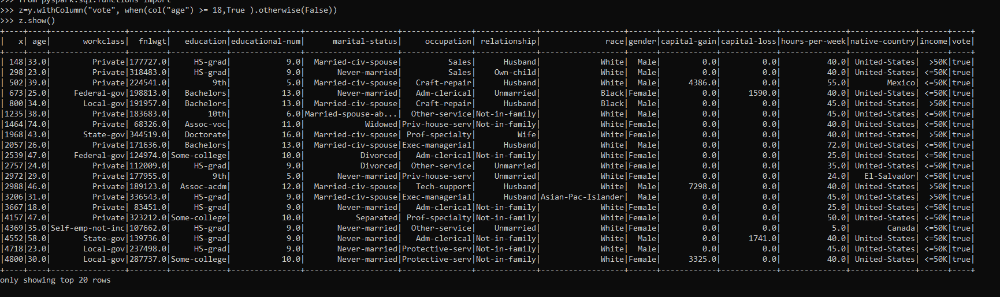 >>> from pyspark.sql.functions import
>>> z=y.withColumn("vote", when(col("age") >= 18,True ).otherwise(False))
>>> z.show()
+----+----+----------------+--------+------------+---------------+--------------------+--------------+-------------+------------------+------+------------+------------+--------------+--------------+------+----+
|   x| age|       workclass|  fnlwgt|   education|educational-num|      marital-status|    occupation| relationship|              race|gender|capital-gain|capital-loss|hours-per-week|native-country|income|vote|
+----+----+----------------+--------+------------+---------------+--------------------+--------------+-------------+------------------+------+------------+------------+--------------+--------------+------+----+
| 148|33.0|         Private|177727.0|     HS-grad|            9.0|  Married-civ-spouse|         Sales|      Husband|             White|  Male|         0.0|         0.0|          40.0| United-States|  >50K|true|
| 298|23.0|         Private|318483.0|     HS-grad|            9.0|       Never-married|         Sales|    Own-child|             White|  Male|         0.0|         0.0|          40.0| United-States| <=50K|true|
| 502|39.0|         Private|224541.0|         9th|            5.0|  Married-civ-spouse|  Craft-repair|      Husband|             White|  Male|      4386.0|         0.0|          55.0|        Mexico| <=50K|true|
| 673|25.0|     Federal-gov|198813.0|   Bachelors|           13.0|       Never-married|  Adm-clerical|    Unmarried|             Black|Female|         0.0|      1590.0|          40.0| United-States| <=50K|true|
| 800|34.0|       Local-gov|191957.0|   Bachelors|           13.0|  Married-civ-spouse|  Craft-repair|      Husband|             Black|  Male|         0.0|         0.0|          45.0| United-States|  >50K|true|
|1235|38.0|         Private|183683.0|        10th|            6.0|Married-spouse-ab...| Other-service|Not-in-family|             White|  Male|         0.0|         0.0|          45.0| United-States| <=50K|true|
|1464|74.0|         Private| 68326.0|   Assoc-voc|           11.0|             Widowed|Priv-house-serv|Not-in-family|             White|Female|         0.0|         0.0|          40.0| United-States| <=50K|true|
|1968|43.0|       State-gov|344519.0|   Doctorate|           16.0|  Married-civ-spouse|Prof-specialty|         Wife|             White|Female|         0.0|         0.0|          40.0| United-States|  >50K|true|
|2057|26.0|         Private|171636.0|   Bachelors|           13.0|  Married-civ-spouse|Exec-managerial|      Husband|             White|  Male|         0.0|         0.0|          72.0| United-States| <=50K|true|
|2539|47.0|     Federal-gov|124974.0|Some-college|           10.0|            Divorced|  Adm-clerical|Not-in-family|             White|Female|         0.0|         0.0|          25.0| United-States| <=50K|true|
|2757|24.0|         Private|112009.0|     HS-grad|            9.0|            Divorced| Other-service|    Unmarried|             White|Female|         0.0|         0.0|          35.0| United-States| <=50K|true|
|2972|29.0|         Private|177955.0|         9th|            5.0|       Never-married|Priv-house-serv|    Unmarried|             White|Female|         0.0|         0.0|          24.0|   El-Salvador| <=50K|true|
|2988|46.0|         Private|189123.0|  Assoc-acdm|           12.0|  Married-civ-spouse|  Tech-support|      Husband|             White|  Male|      7298.0|         0.0|          40.0| United-States|  >50K|true|
|3206|31.0|         Private|336543.0|     HS-grad|            9.0|  Married-civ-spouse|Exec-managerial|      Husband|Asian-Pac-Islander|  Male|         0.0|         0.0|          45.0| United-States|  >50K|true|
|3667|18.0|         Private| 83451.0|     HS-grad|            9.0|       Never-married|  Adm-clerical|Not-in-family|             White|Female|         0.0|         0.0|          25.0| United-States| <=50K|true|
|4157|47.0|         Private|323212.0|Some-college|           10.0|           Separated|Prof-specialty|Not-in-family|             White|Female|         0.0|         0.0|          50.0| United-States| <=50K|true|
|4369|35.0|Self-emp-not-inc|107662.0|     HS-grad|            9.0|       Never-married| Other-service|    Unmarried|             White|Female|         0.0|         0.0|           5.0|        Canada| <=50K|true|
|4552|58.0|       State-gov|139736.0|     HS-grad|            9.0|       Never-married|  Adm-clerical|Not-in-family|             White|  Male|         0.0|      1741.0|          40.0| United-States| <=50K|true|
|4718|23.0|       Local-gov|237498.0|     HS-grad|            9.0|       Never-married|Protective-serv|Not-in-family|             White|  Male|         0.0|         0.0|          45.0| United-States| <=50K|true|
|4800|30.0|       Local-gov|287737.0|Some-college|           10.0|       Never-married|Protective-serv|Not-in-family|             White|Female|      3325.0|         0.0|          40.0| United-States| <=50K|true|
+----+----+----------------+--------+------------+---------------+--------------------+--------------+-------------+------------------+------+------------+------------+--------------+--------------+------+----+
only showing top 20 rows